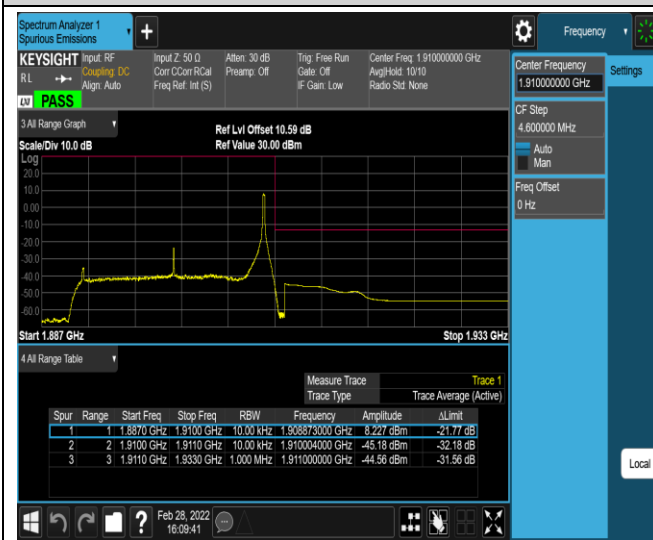 Spectrum Analyzer 1
Spurious Emissions
Frequency
KEYSIGHT Input: RF Input Z: 50 Ω Atten: 30 dB Trig: Free Run Center Freq: 1.910000000 GHz
RL Coupling: DC Corr CCorr RCal Preamp: Off Gate: Off Avg|Hold: 10/10
Align: Auto Freq Ref: Int (S) IF Gain: Low Radio Std: None
LXI PASS
Center Frequency
1.910000000 GHz
Settings
CF Step
4.600000 MHz
Auto
Man
Freq Offset
0 Hz
3 All Range Graph
Ref Lvl Offset 10.59 dB
Scale/Div 10.0 dB Ref Value 30.00 dBm
Log
20.0
10.0
0.00
-10.0
-20.0
-30.0
-40.0
-50.0
-60.0
Start 1.887 GHz Stop 1.933 GHz
4 All Range Table
Measure Trace Trace 1
Trace Type Trace Average (Active)
Spur Range Start Freq Stop Freq RBW Frequency Amplitude ΔLimit
1 1 1.8870 GHz 1.9100 GHz 10.00 kHz 1.908873000 GHz 8.227 dBm -21.77 dB
2 2 1.9100 GHz 1.9110 GHz 10.00 kHz 1.910004000 GHz -45.18 dBm -32.18 dB
3 3 1.9110 GHz 1.9330 GHz 1.000 MHz 1.911000000 GHz -44.56 dBm -31.56 dB
Local
Feb 28, 2022
16:09:41